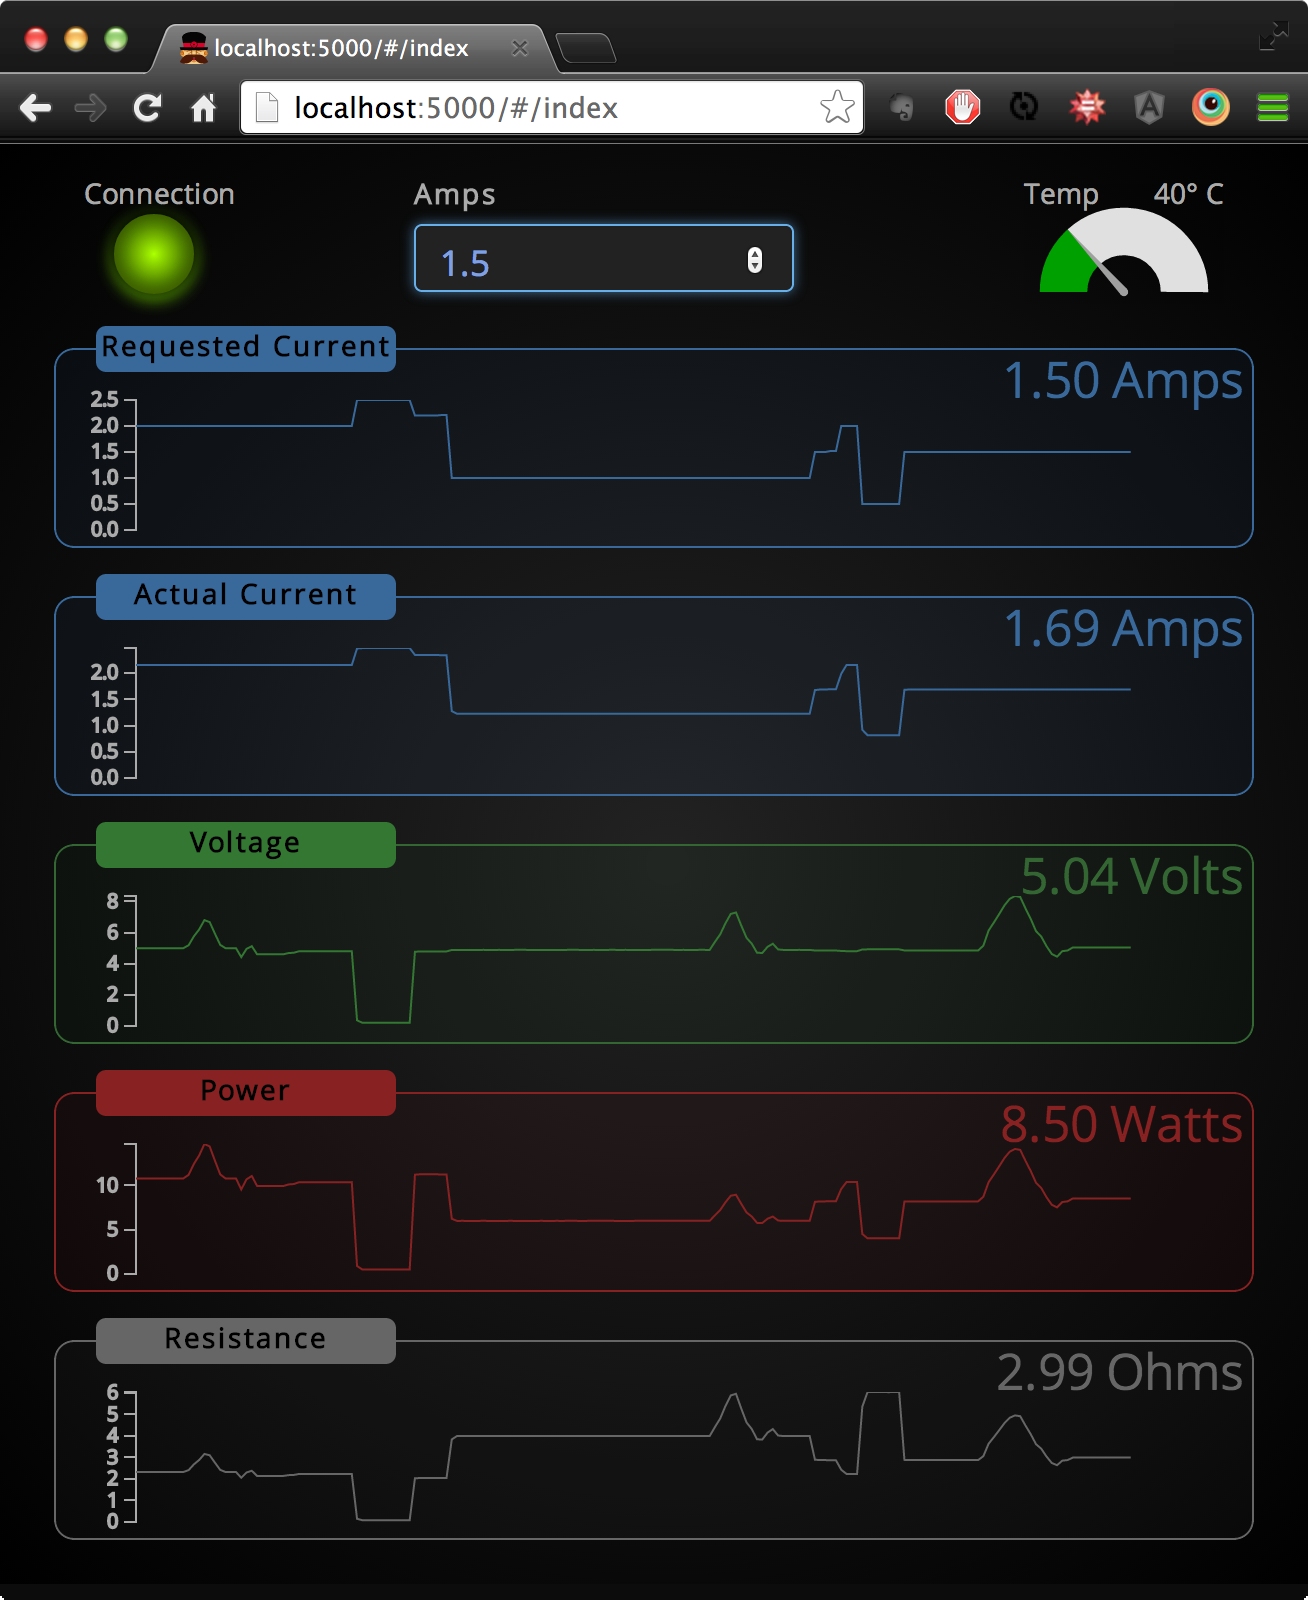 localhost:5000/#/index
localhost:5000/#/index
Connection
Amps
Temp 40° C
1.5
Requested Current
1.50 Amps
2.5
2.0
1.5
1.0
0.5
0.0
Actual Current
1.69 Amps
2.0
1.5
1.0
0.5
0.0
Voltage
5.04 Volts
8
6
4
2
0
Power
8.50 Watts
10
5
0
Resistance
2.99 Ohms
6
5
4
3
2
1
0